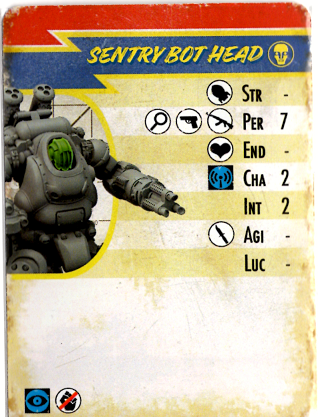 SENTRY BOT HEAD
STR -
PER 7
END -
CHA 2
INT 2
AGI -
LUC -